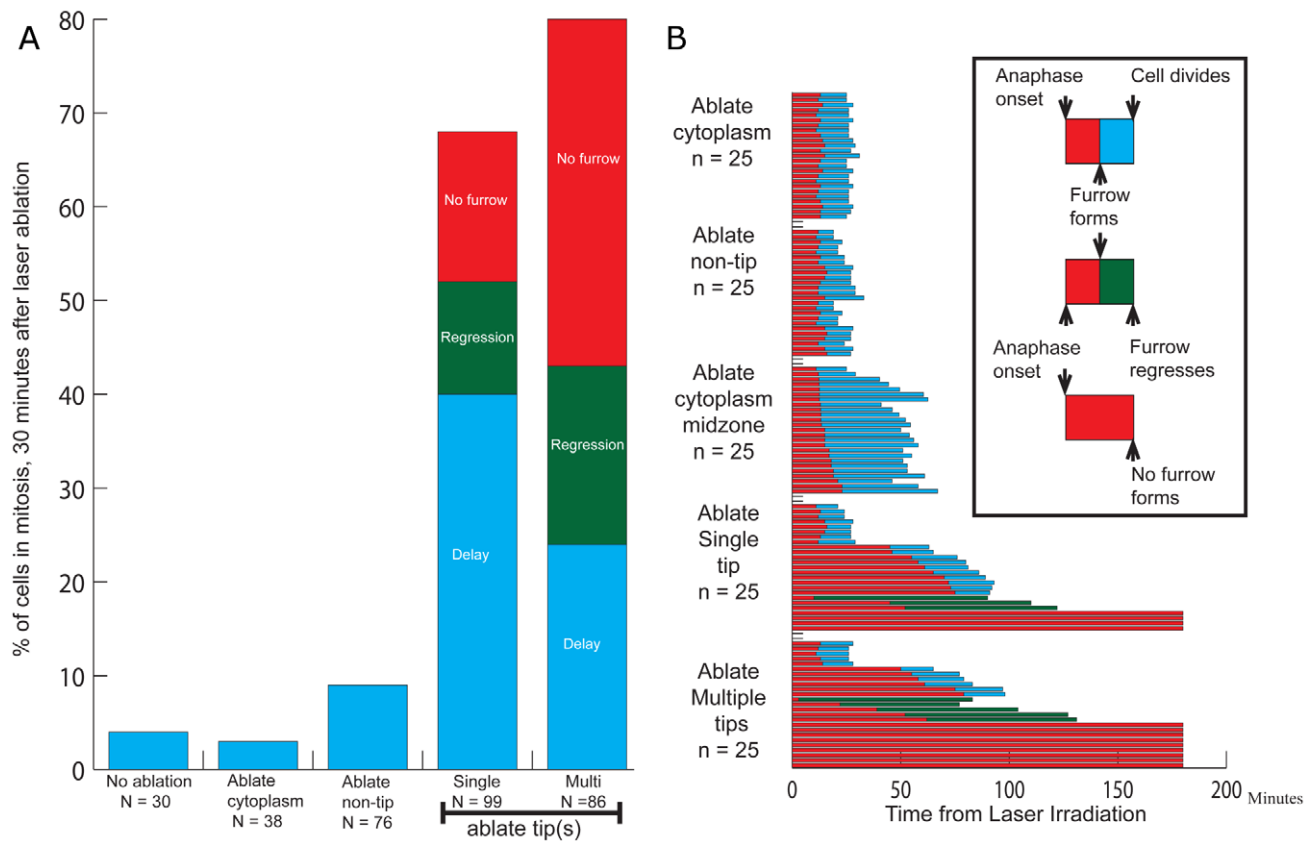 A
% of cells in mitosis, 30 minutes after laser ablation
80
70
60
50
40
30
20
10
0
No furrow
Regression
Delay
No furrow
Regression
Delay
No ablation
N = 30
Ablate
cytoplasm
N = 38
Ablate
non-tip
N = 76
Single
N = 99
Multi
N =86
ablate tip(s)
B
Ablate
cytoplasm
n = 25
Ablate
non-tip
n = 25
Ablate
cytoplasm
midzone
n = 25
Ablate
Single
tip
n = 25
Ablate
Multiple
tips
n = 25
Anaphase
onset
Cell divides
Furrow
forms
Anaphase
onset
Furrow
regresses
No furrow
forms
0
50
100
150
200
Minutes
Time from Laser Irradiation